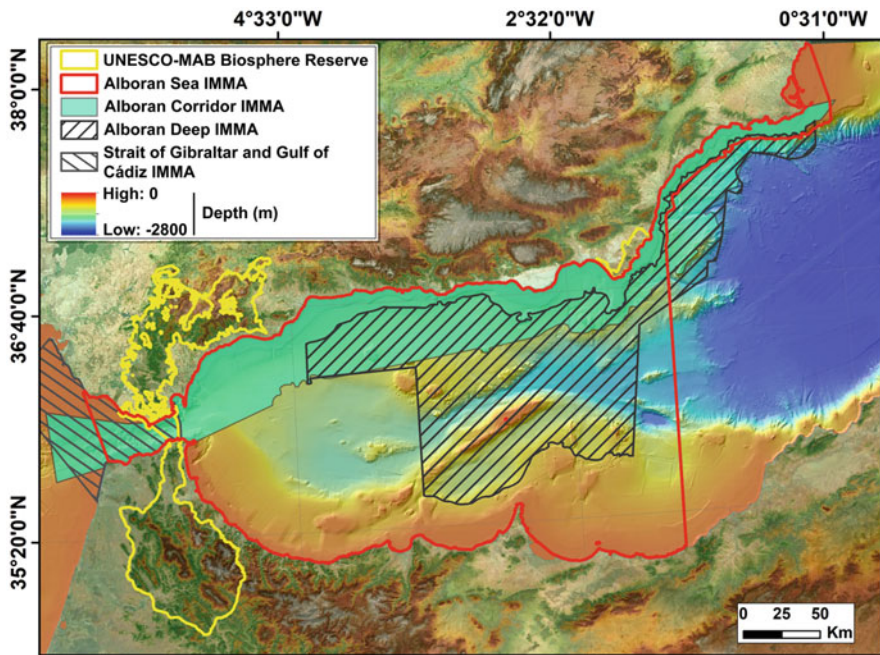 4°33'0"W
2°32'0"W
0°31'0"W
38°0'0"N
36°40'0"N
35°20'0"N
UNESCO-MAB Biosphere Reserve
Alboran Sea IMMA
Alboran Corridor IMMA
Alboran Deep IMMA
Strait of Gibraltar and Gulf of
Cádiz IMMA
High: 0
Depth (m)
Low: -2800
0 25 50
Km